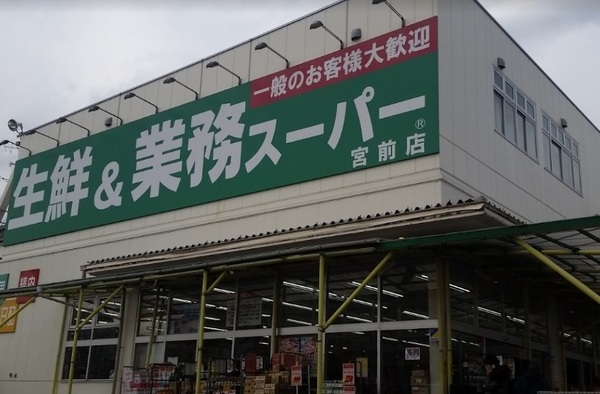 一般のお客様大歓迎
生鮮&業務スーパー®
宮前店